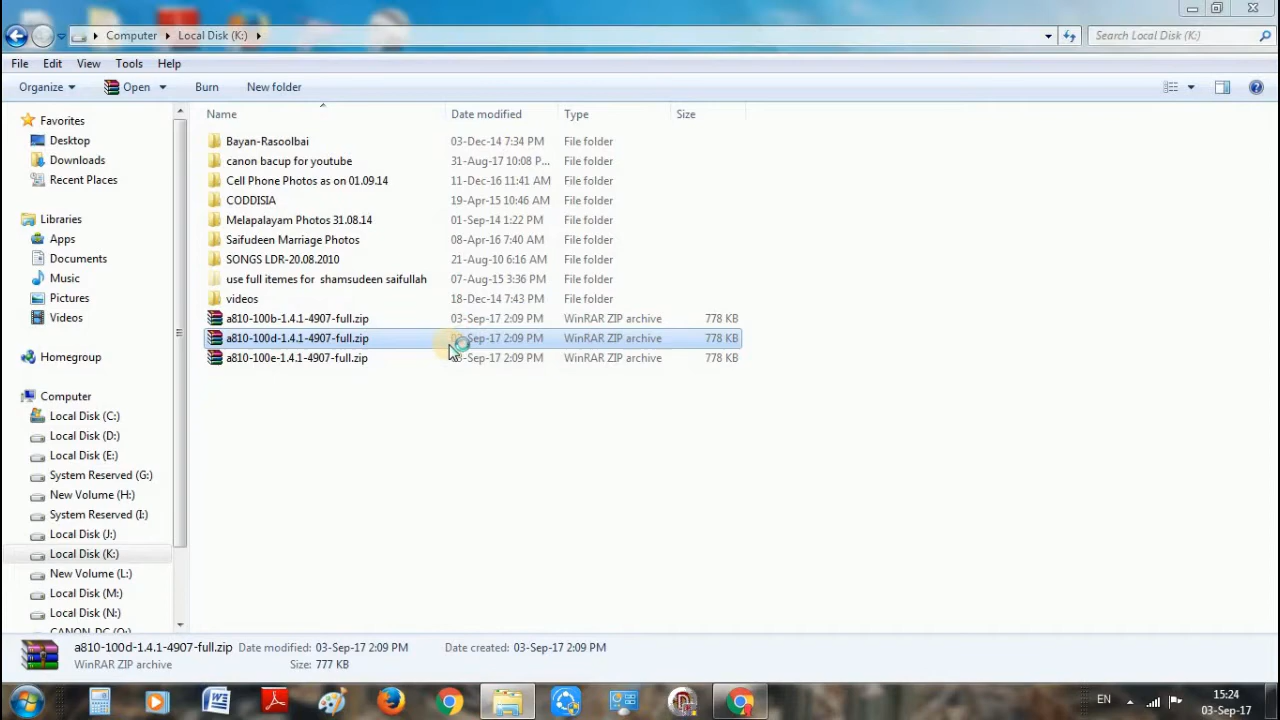 Computer Local Disk (K:) Search Local Disk (K:)
File Edit View Tools Help
Organize Open Burn New folder
Favorites
Desktop
Downloads
Recent Places
Libraries
Apps
Documents
Music
Pictures
Videos
Homegroup
Computer
Local Disk (C:)
Local Disk (D:)
Local Disk (E:)
System Reserved (G:)
New Volume (H:)
System Reserved (I:)
Local Disk (J:)
Local Disk (K:)
New Volume (L:)
Local Disk (M:)
Local Disk (N:)
Name Date modified Type Size
Bayan-Rasoolbai 03-Dec-14 7:34 PM File folder
canon bacup for youtube 31-Aug-17 10:08 P... File folder
Cell Phone Photos as on 01.09.14 11-Dec-16 11:41 AM File folder
CODDISIA 19-Apr-15 10:46 AM File folder
Melapalayam Photos 31.08.14 01-Sep-14 1:22 PM File folder
Saifudeen Marriage Photos 08-Apr-16 7:40 AM File folder
SONGS LDR-20.08.2010 21-Aug-10 6:16 AM File folder
use full itemes for shamsudeen saifullah 07-Aug-15 3:36 PM File folder
videos 18-Dec-14 7:43 PM File folder
a810-100b-1.4.1-4907-full.zip 03-Sep-17 2:09 PM WinRAR ZIP archive 778 KB
a810-100d-1.4.1-4907-full.zip Sep-17 2:09 PM WinRAR ZIP archive 778 KB
a810-100e-1.4.1-4907-full.zip Sep-17 2:09 PM WinRAR ZIP archive 778 KB
a810-100d-1.4.1-4907-full.zip Date modified: 03-Sep-17 2:09 PM Date created: 03-Sep-17 2:09 PM
WinRAR ZIP archive Size: 777 KB
EN 15:24
03-Sep-17